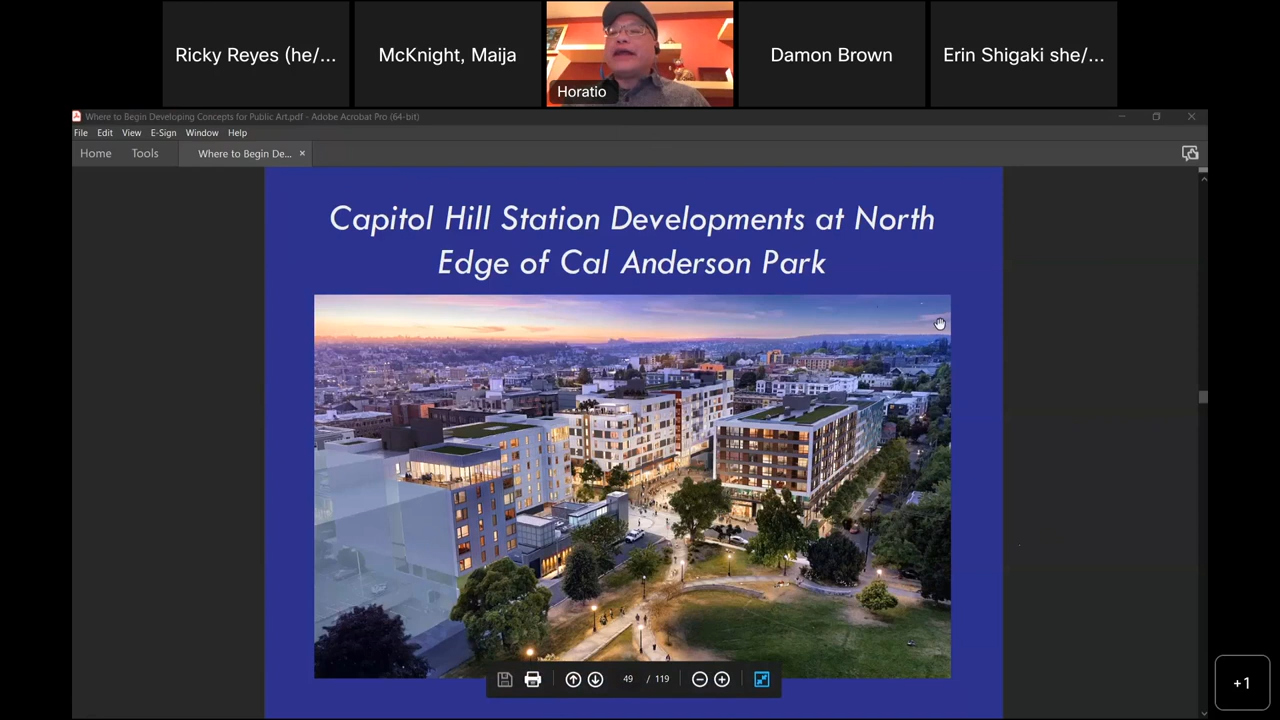 Ricky Reyes (he/...
McKnight, Maija
Horatio
Damon Brown
Erin Shigaki she/...
Where to Begin Developing Concepts for Public Art.pdf - Adobe Acrobat Pro (64-bit)
File Edit View E-Sign Window Help
Home Tools Where to Begin De... ×
Capitol Hill Station Developments at North
Edge of Cal Anderson Park
49 / 119
+1